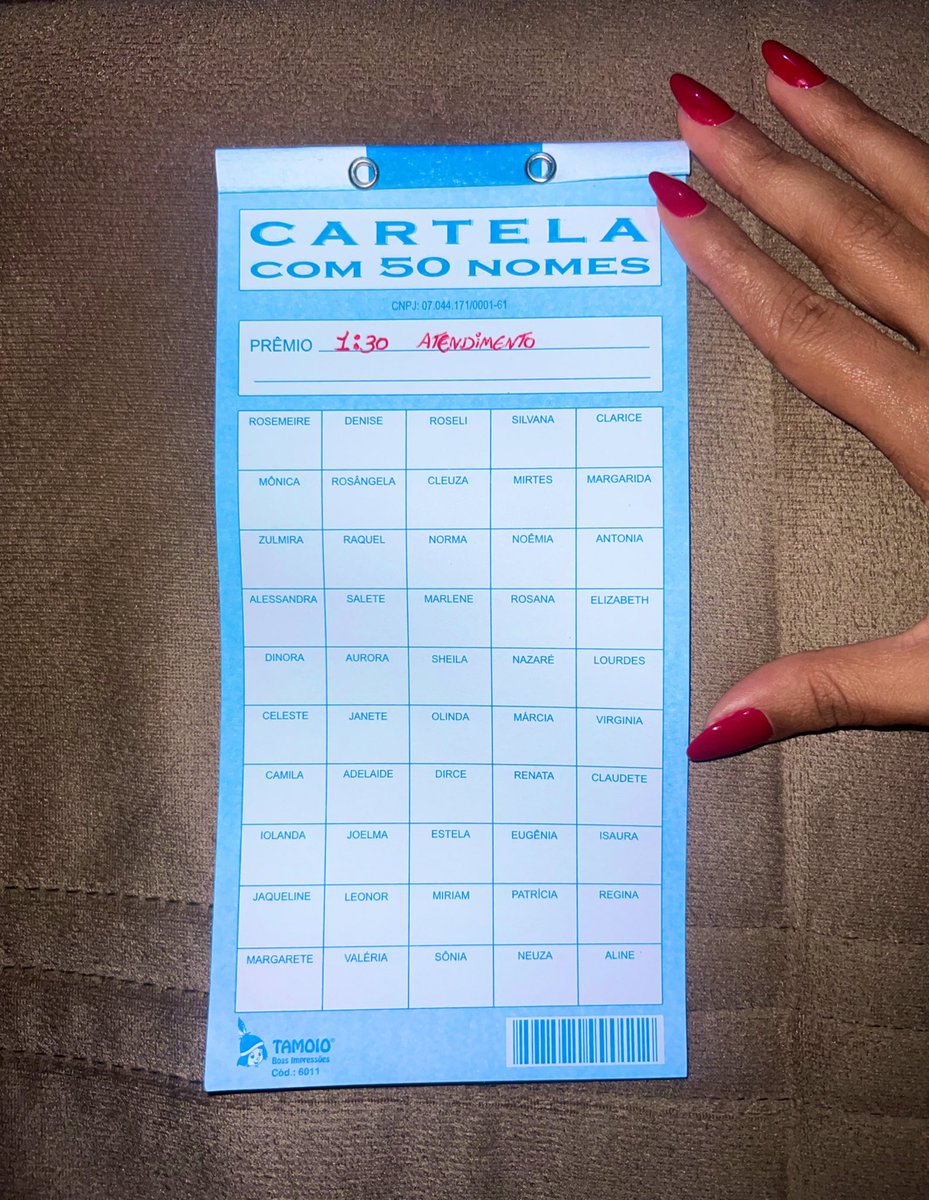 CARTELA
COM 50 NOMES
CNPJ: 07.044.171/0001-61
PRÊMIO 1:30 ATENDIMENTO
ROSEMEIRE DENISE ROSELI SILVANA CLARICE
MÔNICA ROSÂNGELA CLEUZA MIRTES MARGARIDA
ZULMIRA RAQUEL NORMA NOÊMIA ANTONIA
ALESSANDRA SALETE MARLENE ROSANA ELIZABETH
DINORA AURORA SHEILA NAZARÉ LOURDES
CELESTE JANETE OLINDA MÁRCIA VIRGINIA
CAMILA ADELAIDE DIRCE RENATA CLAUDETE
IOLANDA JOELMA ESTELA EUGÊNIA ISAURA
JAQUELINE LEONOR MIRIAM PATRÍCIA REGINA
MARGARETE VALÉRIA SÔNIA NEUZA ALINE
TAMOIO®
Boas Impressões
Cód.: 6011